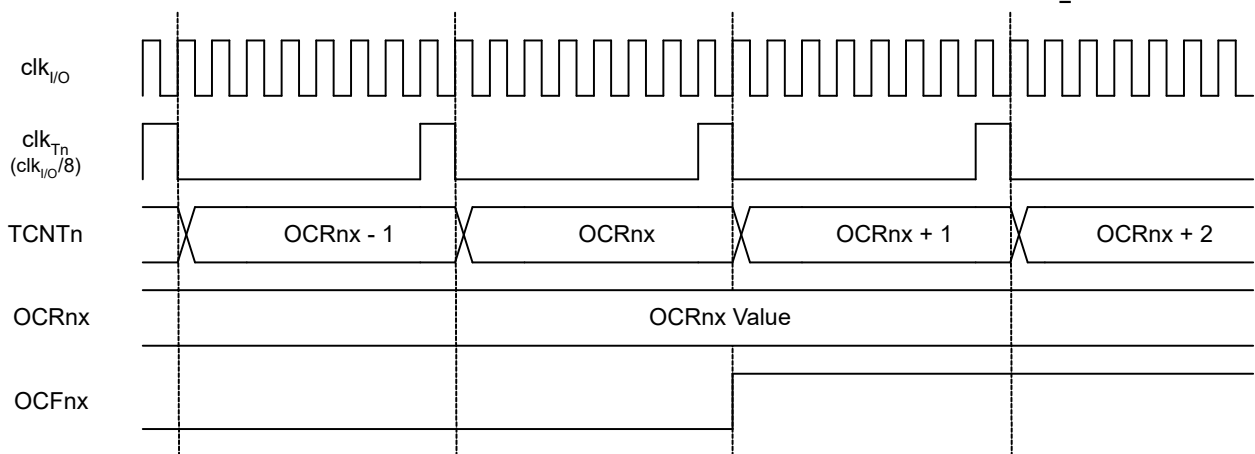 clkI/O
clkTn
(clkI/O/8)
TCNTn
OCRnx - 1
OCRnx
OCRnx + 1
OCRnx + 2
OCRnx
OCRnx Value
OCFnx